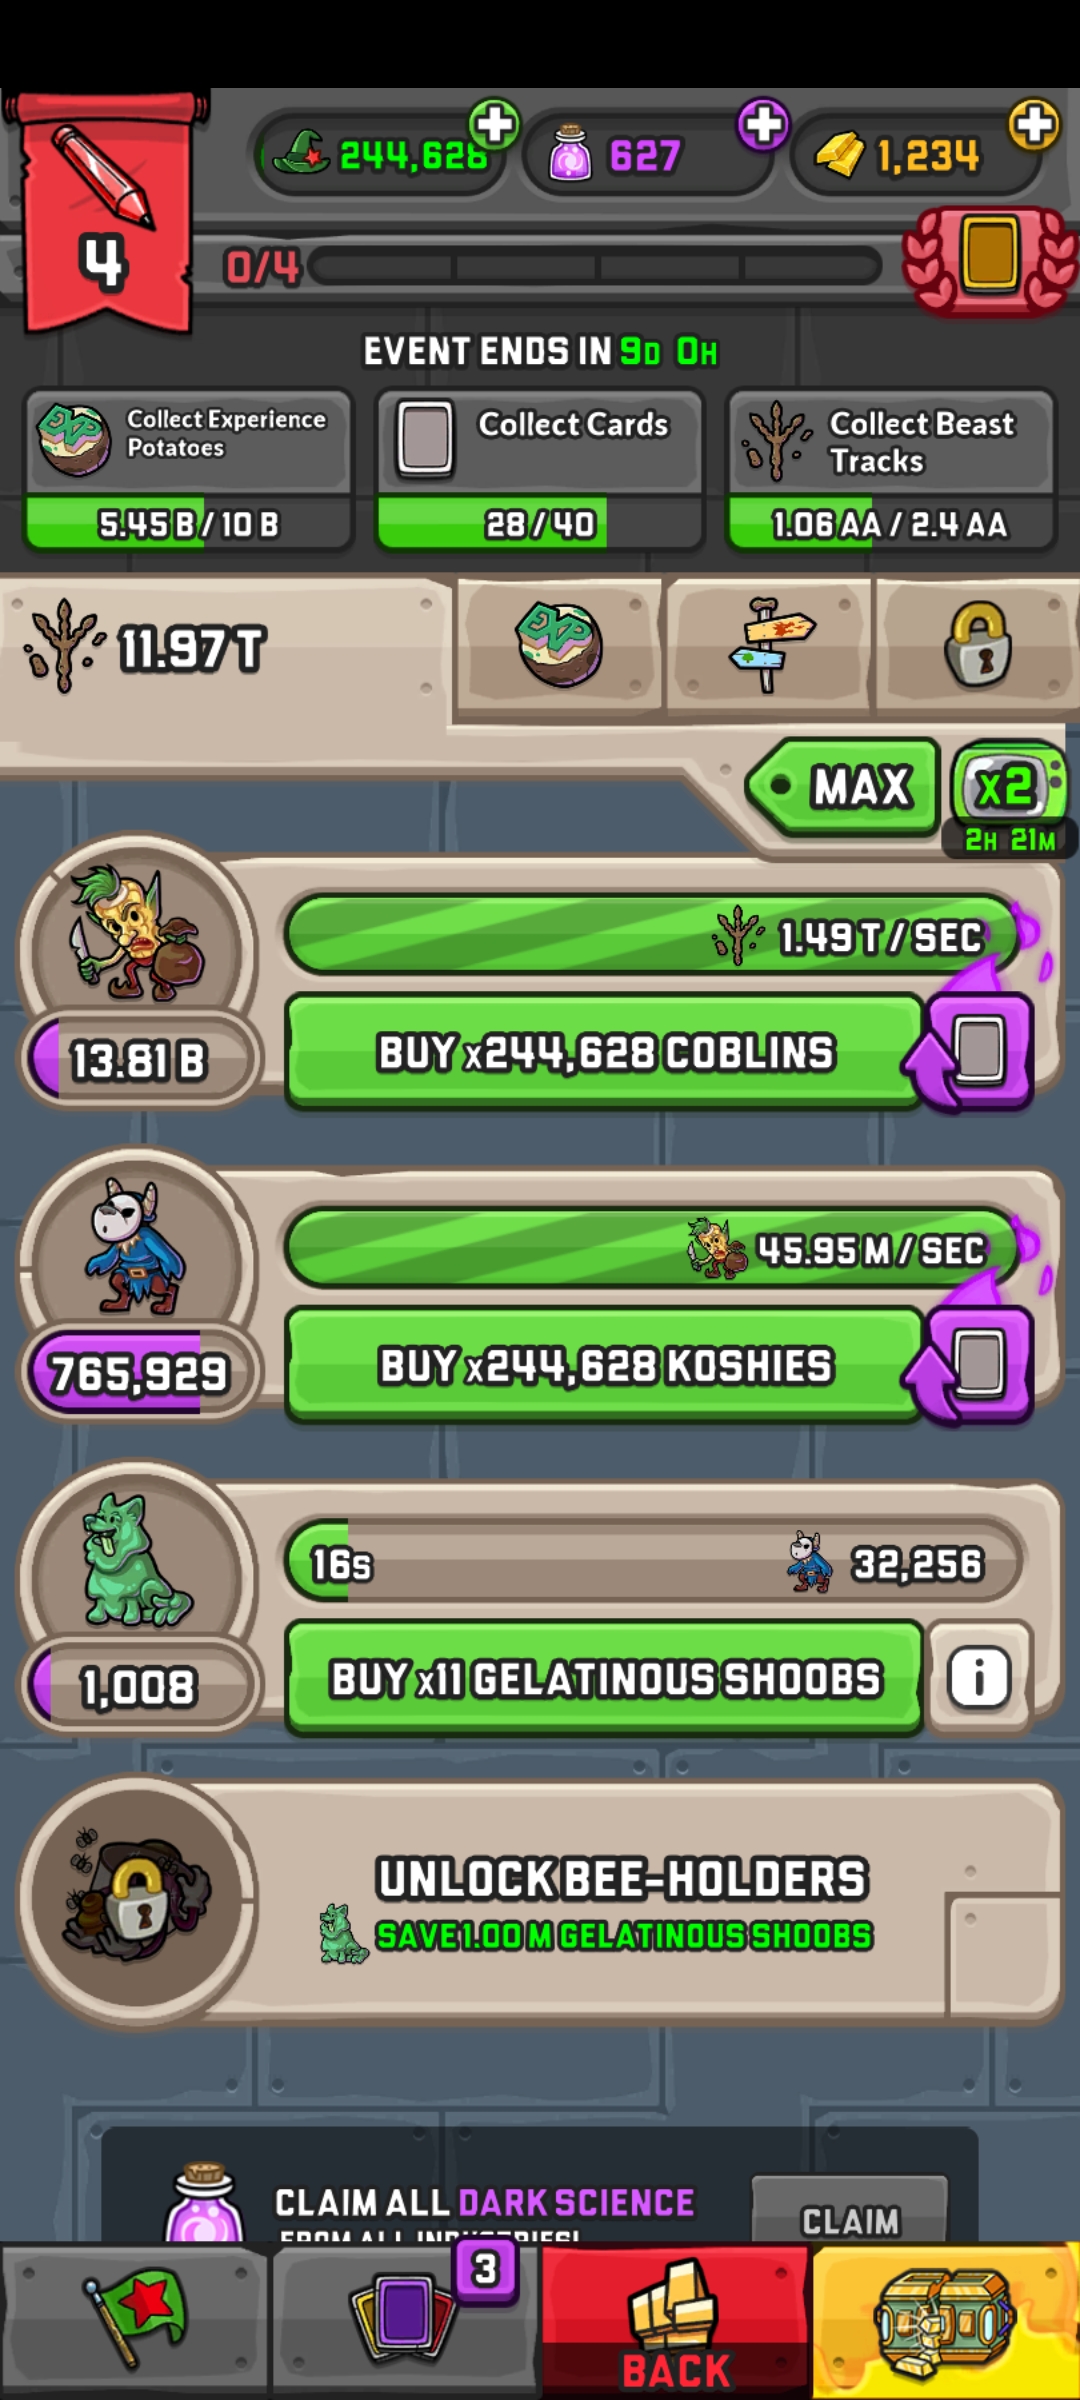 244,628
627
1,234
4
0/4
EVENT ENDS IN 9D 0H
Collect Experience
Potatoes
Collect Cards
Collect Beast
Tracks
5.45 B / 10 B
28 / 40
1.06 AA / 2.4 AA
11.97 T
EXP
MAX
x2
2H 21M
1.49 T / SEC
13.81 B
BUY x244,628 COBLINS
45.95 M / SEC
765,929
BUY x244,628 KOSHIES
16s
32,256
1,008
BUY x11 GELATINOUS SHOOBS
i
UNLOCK BEE-HOLDERS
SAVE 1.00 M GELATINOUS SHOOBS
CLAIM ALL DARK SCIENCE
FROM ALL INDUSTRIES!
CLAIM
3
BACK